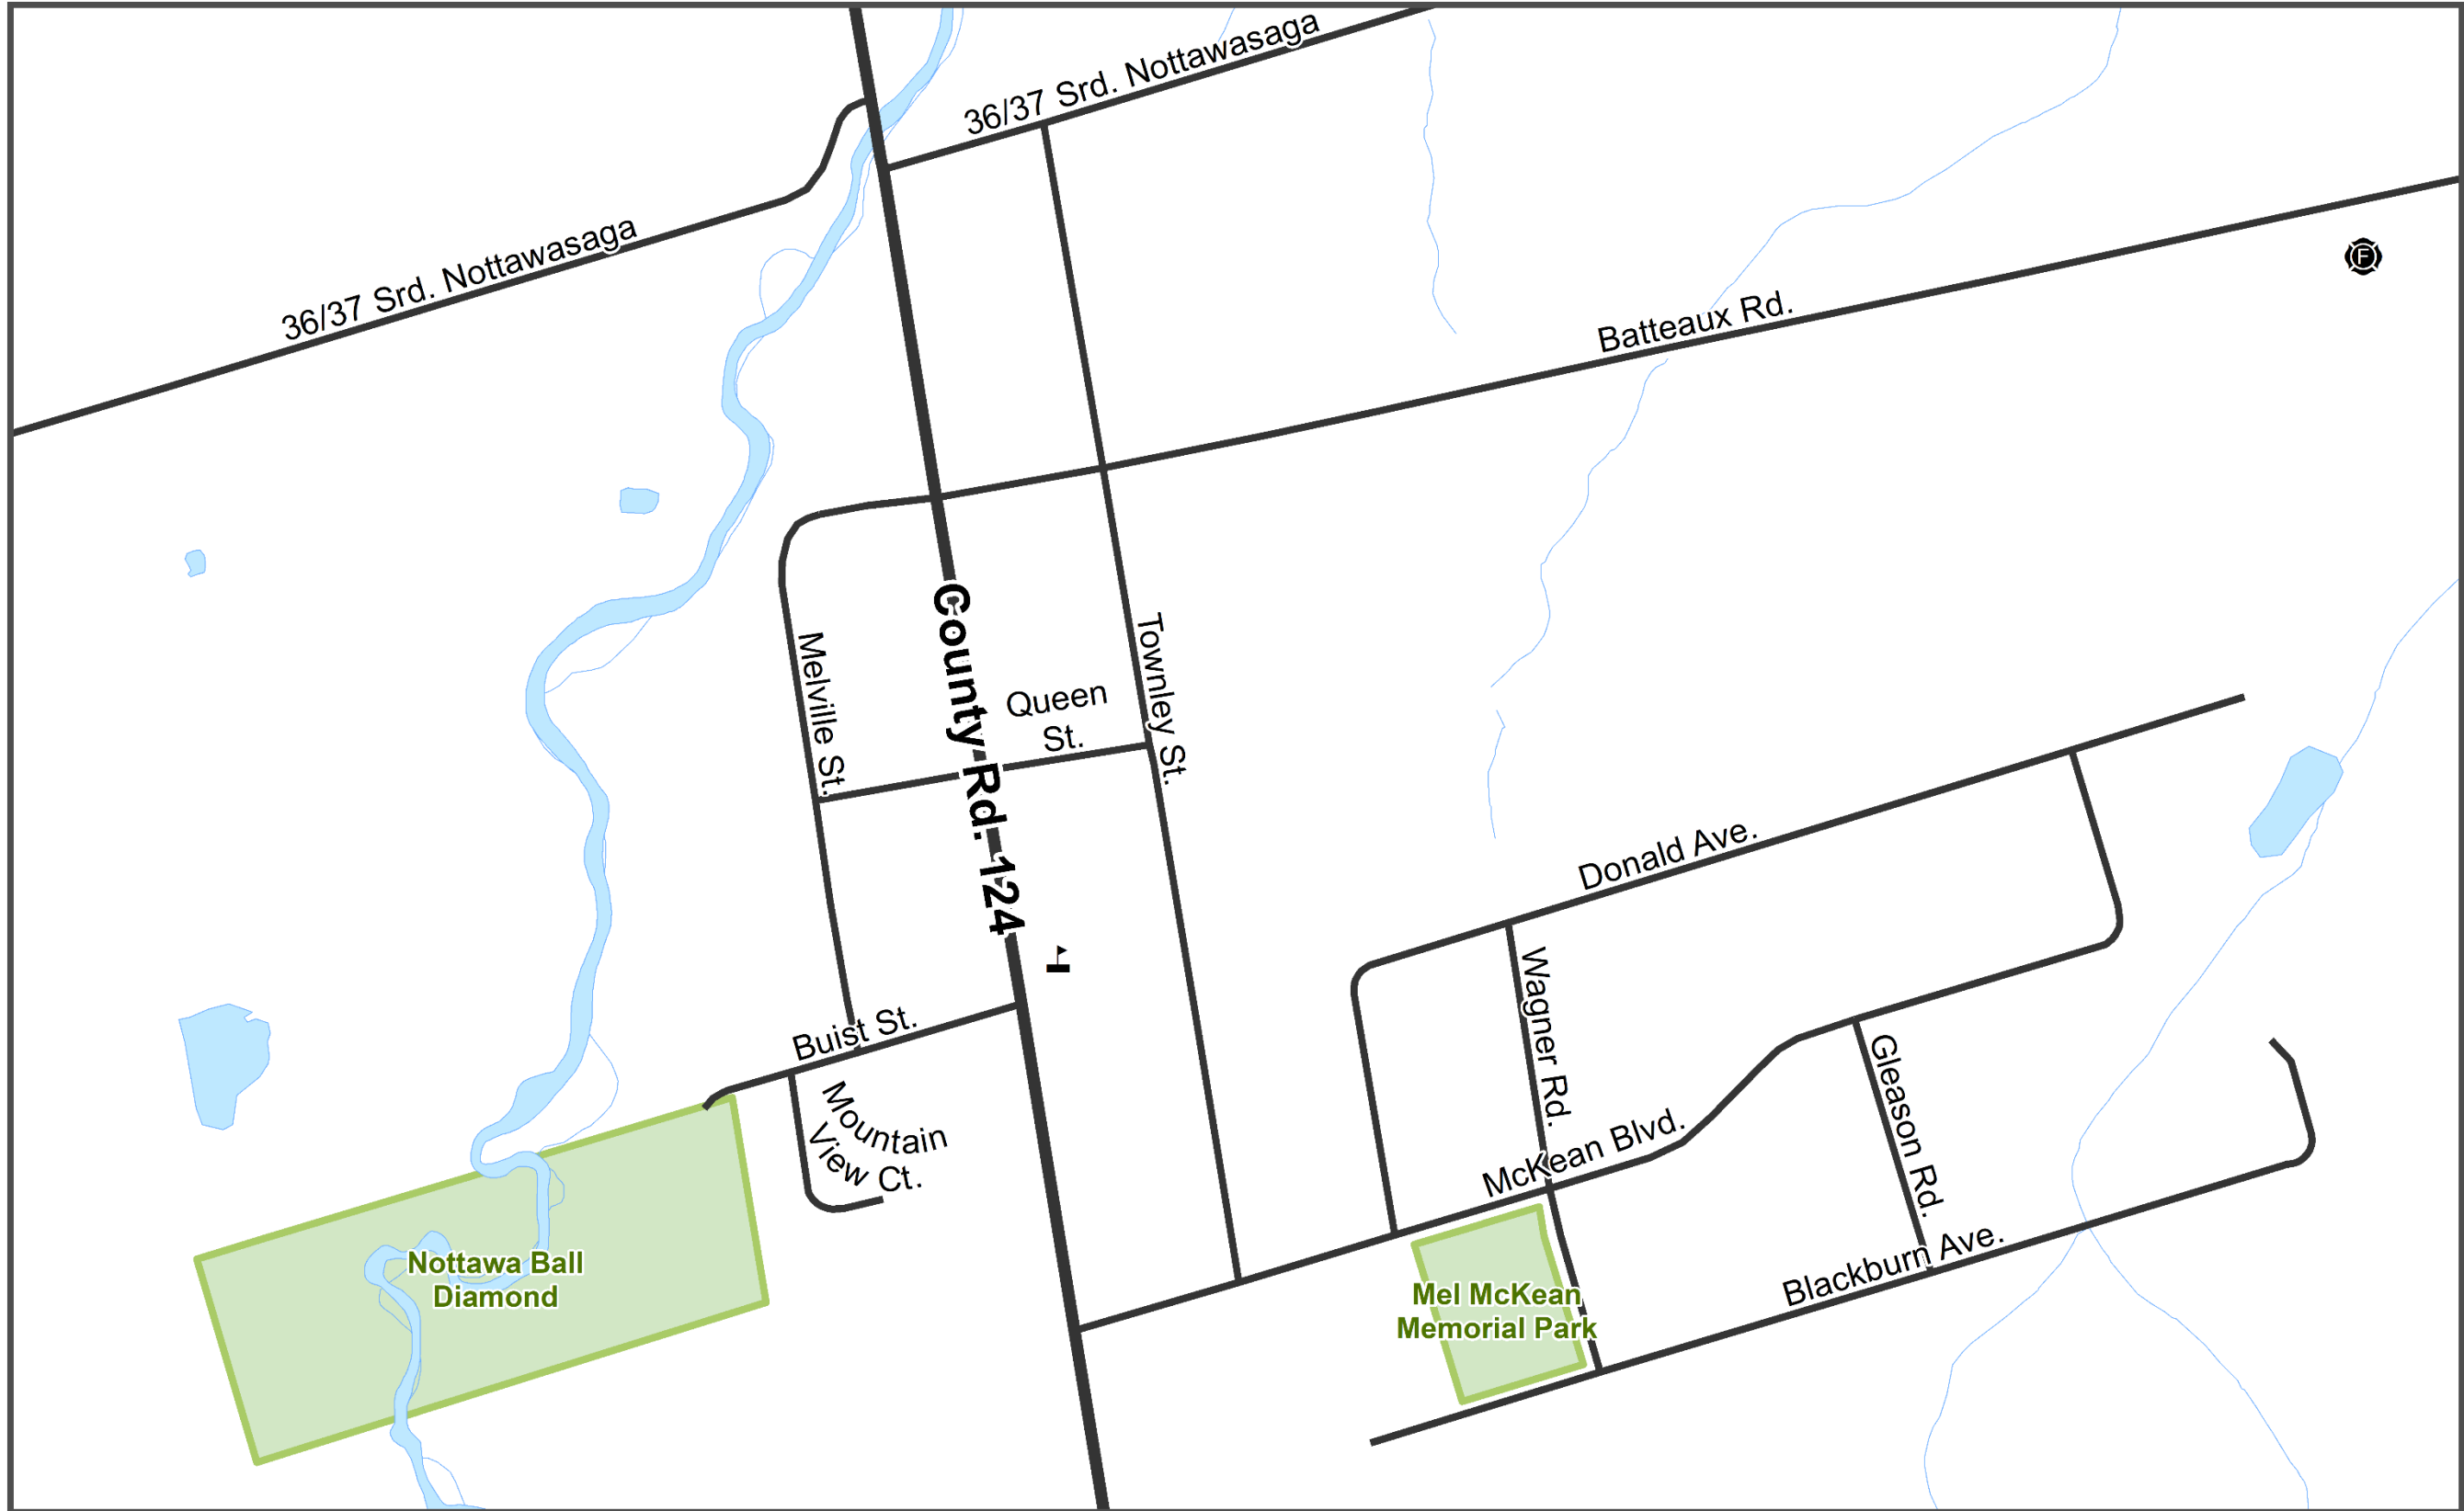 36/37 Srd. Nottawasaga
36/37 Srd. Nottawasaga
Batteaux Rd.
F
County Rd. 124
Melville St.
Townley St.
Queen
St.
Donald Ave.
Wagner Rd.
Buist St.
Mountain
View Ct.
McKean Blvd.
Gleason Rd.
Blackburn Ave.
Nottawa Ball
Diamond
Mel McKean
Memorial Park